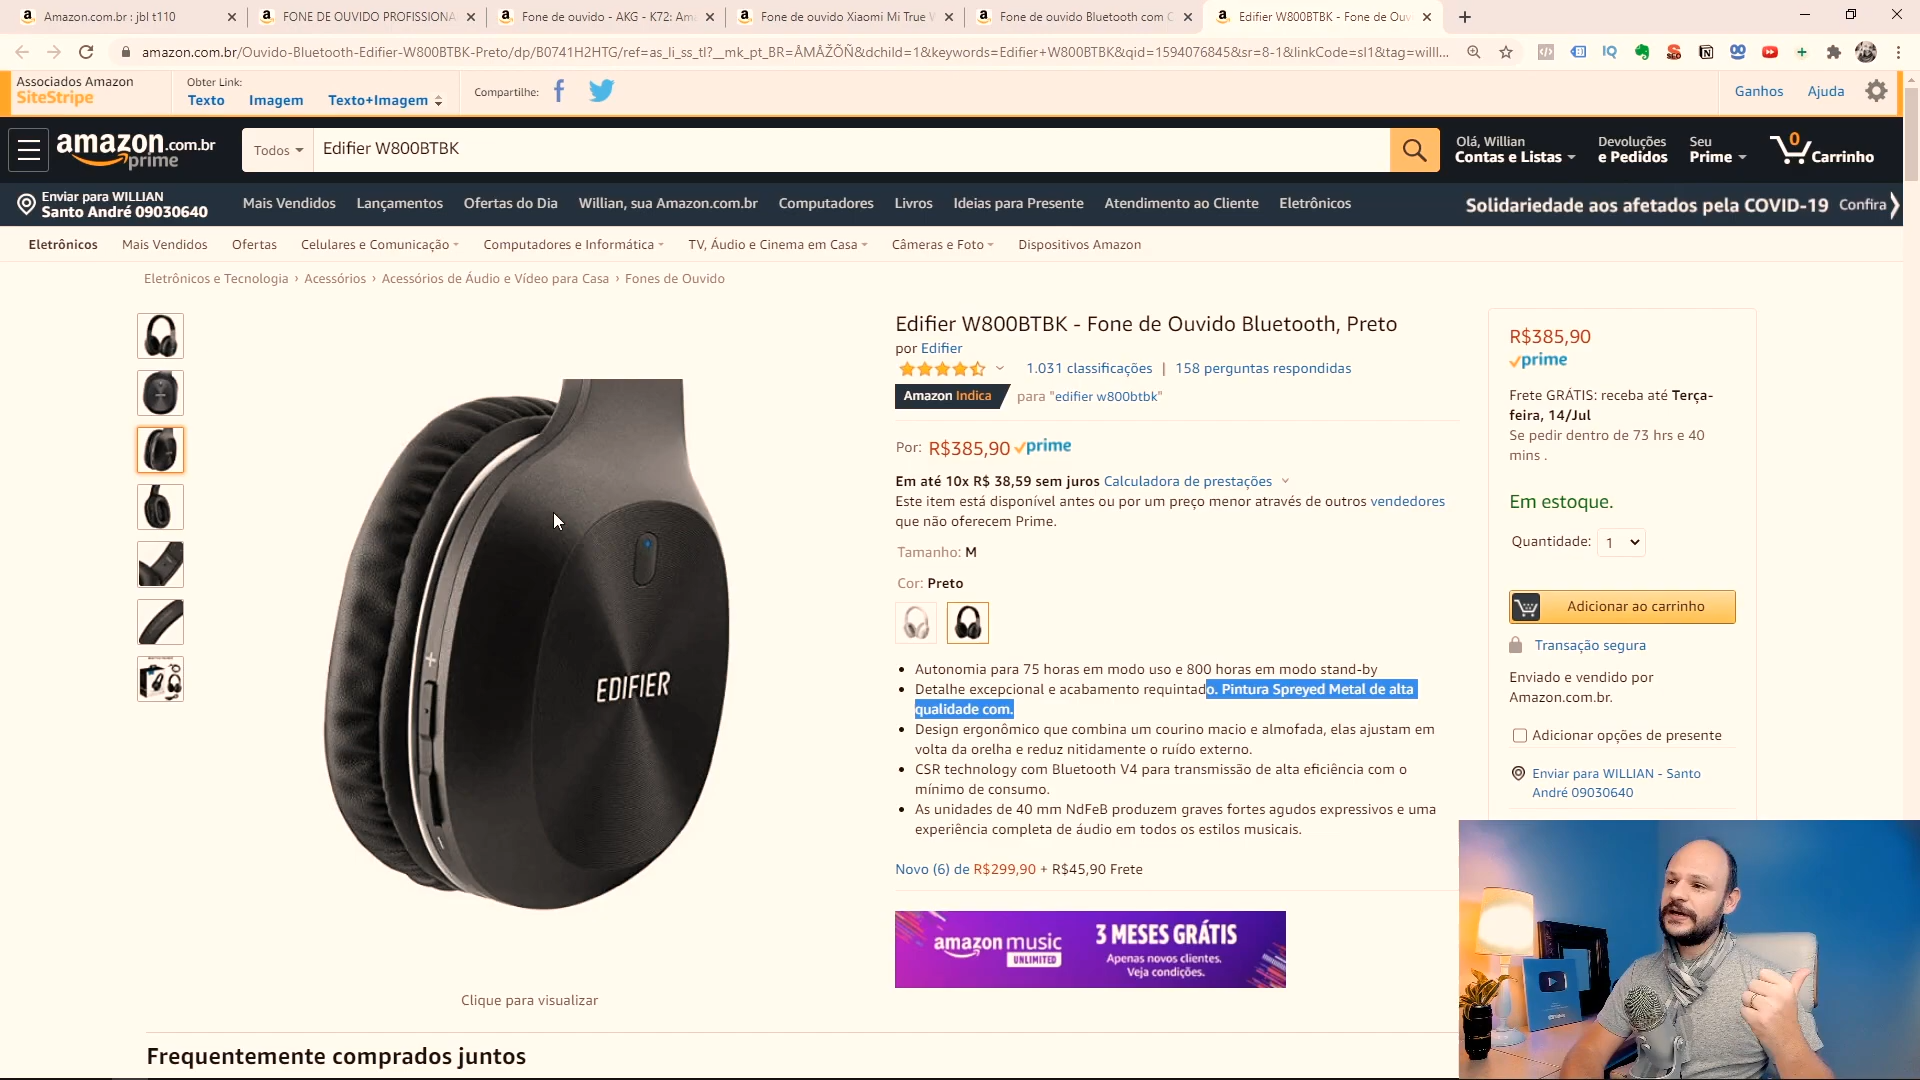 Amazon.com.br : jbl t110
FONE DE OUVIDO PROFISSIONA
Fone de ouvido - AKG - K72: Ama
Fone de ouvido Xiaomi Mi True W
Fone de ouvido Bluetooth com C
Edifier W800BTBK - Fone de Ouv
amazon.com.br/Ouvido-Bluetooth-Edifier-W800BTBK-Preto/dp/B0741H2HTG/ref=as_li_ss_tl?__mk_pt_BR=ÅMÅŽÕÑ&dchild=1&keywords=Edifier+W800BTBK&qid=1594076845&sr=8-1&linkCode=sl1&tag=willl...
Associados Amazon
SiteStripe
Obter Link:
Texto Imagem Texto+Imagem
Compartilhe:
Ganhos Ajuda
amazon.com.br
prime
Todos
Edifier W800BTBK
Olá, Willian
Contas e Listas
Devoluções
e Pedidos
Seu
Prime
0
Carrinho
Enviar para WILLIAN
Santo André 09030640
Mais Vendidos Lançamentos Ofertas do Dia Willian, sua Amazon.com.br Computadores Livros Ideias para Presente Atendimento ao Cliente Eletrônicos
Solidariedade aos afetados pela COVID-19 Confira
Eletrônicos Mais Vendidos Ofertas Celulares e Comunicação Computadores e Informática TV, Áudio e Cinema em Casa Câmeras e Foto Dispositivos Amazon
Eletrônicos e Tecnologia › Acessórios › Acessórios de Áudio e Vídeo para Casa › Fones de Ouvido
EDIFIER
Clique para visualizar
Edifier W800BTBK - Fone de Ouvido Bluetooth, Preto
por Edifier
1.031 classificações | 158 perguntas respondidas
Amazon Indica para "edifier w800btbk"
Por: R$385,90 prime
Em até 10x R$ 38,59 sem juros Calculadora de prestações
Este item está disponível antes ou por um preço menor através de outros vendedores
que não oferecem Prime.
Tamanho: M
Cor: Preto
• Autonomia para 75 horas em modo uso e 800 horas em modo stand-by
• Detalhe excepcional e acabamento requintado. Pintura Spreyed Metal de alta
qualidade com.
• Design ergonômico que combina um courino macio e almofada, elas ajustam em
volta da orelha e reduz nitidamente o ruído externo.
• CSR technology com Bluetooth V4 para transmissão de alta eficiência com o
mínimo de consumo.
• As unidades de 40 mm NdFeB produzem graves fortes agudos expressivos e uma
experiência completa de áudio em todos os estilos musicais.
Novo (6) de R$299,90 + R$45,90 Frete
amazon music
UNLIMITED
3 MESES GRÁTIS
Apenas novos clientes.
Veja condições.
R$385,90
prime
Frete GRÁTIS: receba até Terça-
feira, 14/Jul
Se pedir dentro de 73 hrs e 40
mins .
Em estoque.
Quantidade: 1
Adicionar ao carrinho
Transação segura
Enviado e vendido por
Amazon.com.br.
Adicionar opções de presente
Enviar para WILLIAN - Santo
André 09030640
Frequentemente comprados juntos